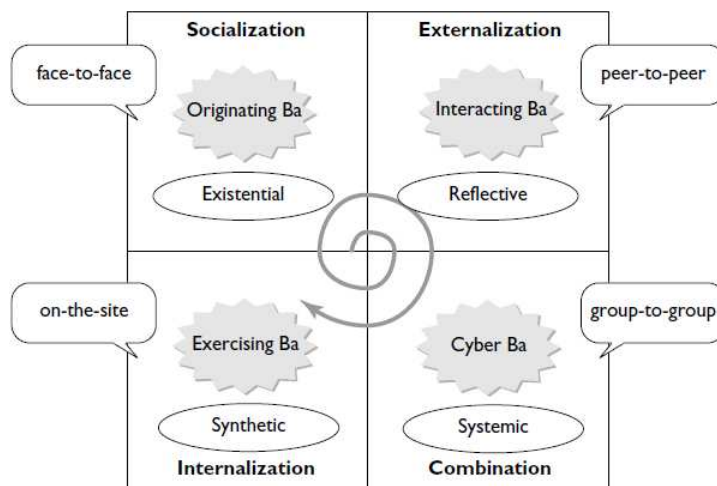 Socialization
Externalization
face-to-face
peer-to-peer
Originating Ba
Interacting Ba
Existential
Reflective
on-the-site
group-to-group
Exercising Ba
Cyber Ba
Synthetic
Systemic
Internalization
Combination